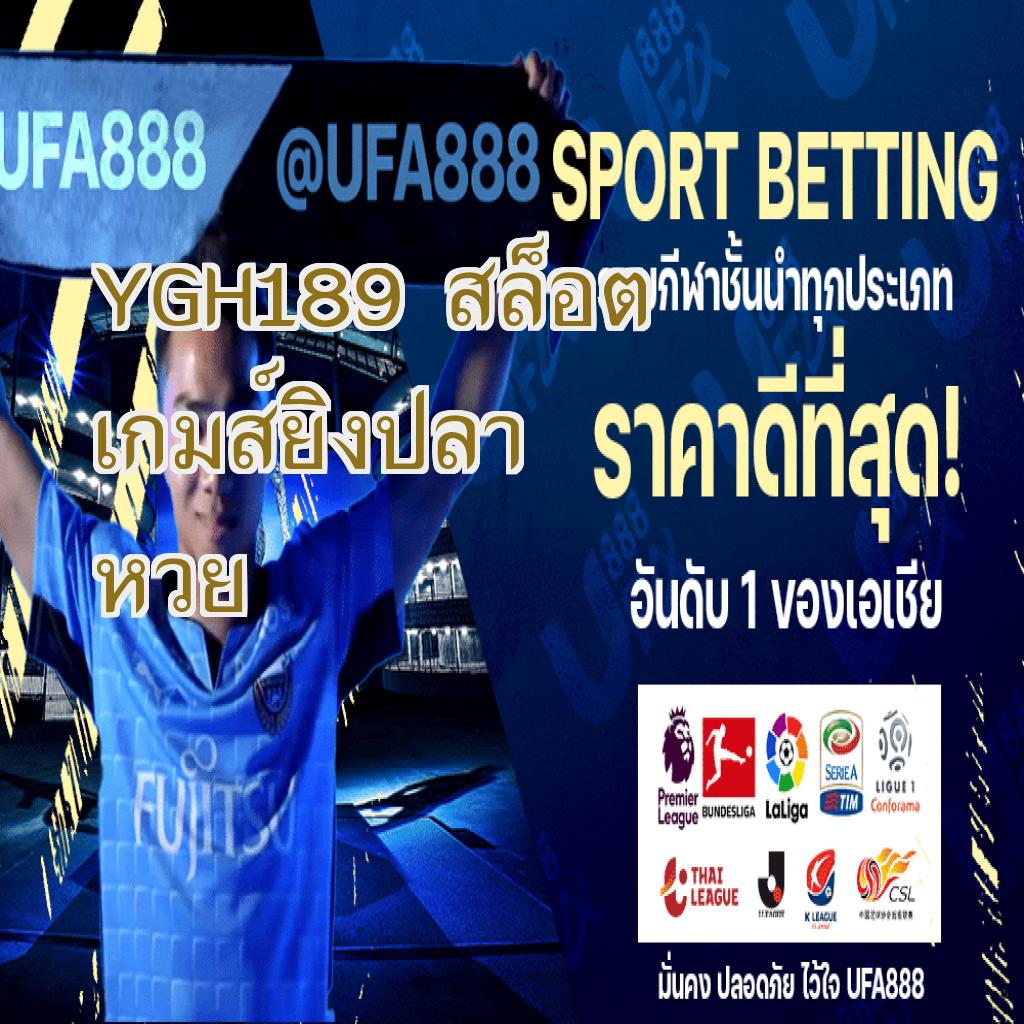 UFA888
@UFA888
SPORT BETTING
YGH189 สล็อต
กีฬาชั้นนำทุกประเภท
เกมส์ยิงปลา
ราคาดีที่สุด!
หวย
อันดับ 1 ของเอเชีย
FUJITSU
Premier League
BUNDESLIGA
LaLiga
SERIE A
TIM
LIGUE 1
Conforama
THAI LEAGUE
J.LEAGUE
K LEAGUE
CSL
มั่นคง ปลอดภัย ไว้ใจ UFA888